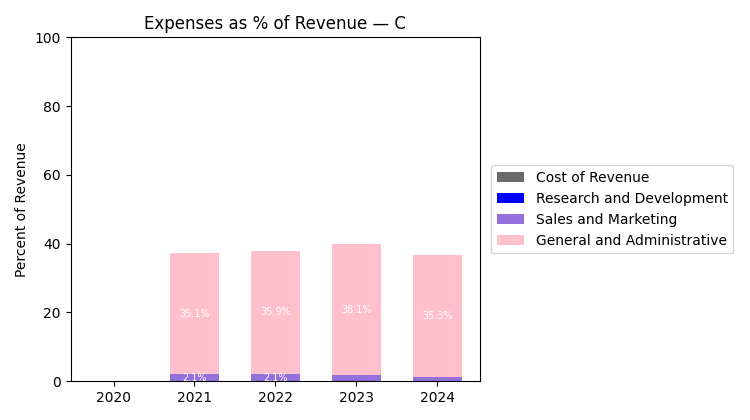 Expenses as % of Revenue — C
100
80
60
40
20
0
Percent of Revenue
35.1%
35.9%
38.1%
35.3%
2.1%
2.1%
2020
2021
2022
2023
2024
Cost of Revenue
Research and Development
Sales and Marketing
General and Administrative